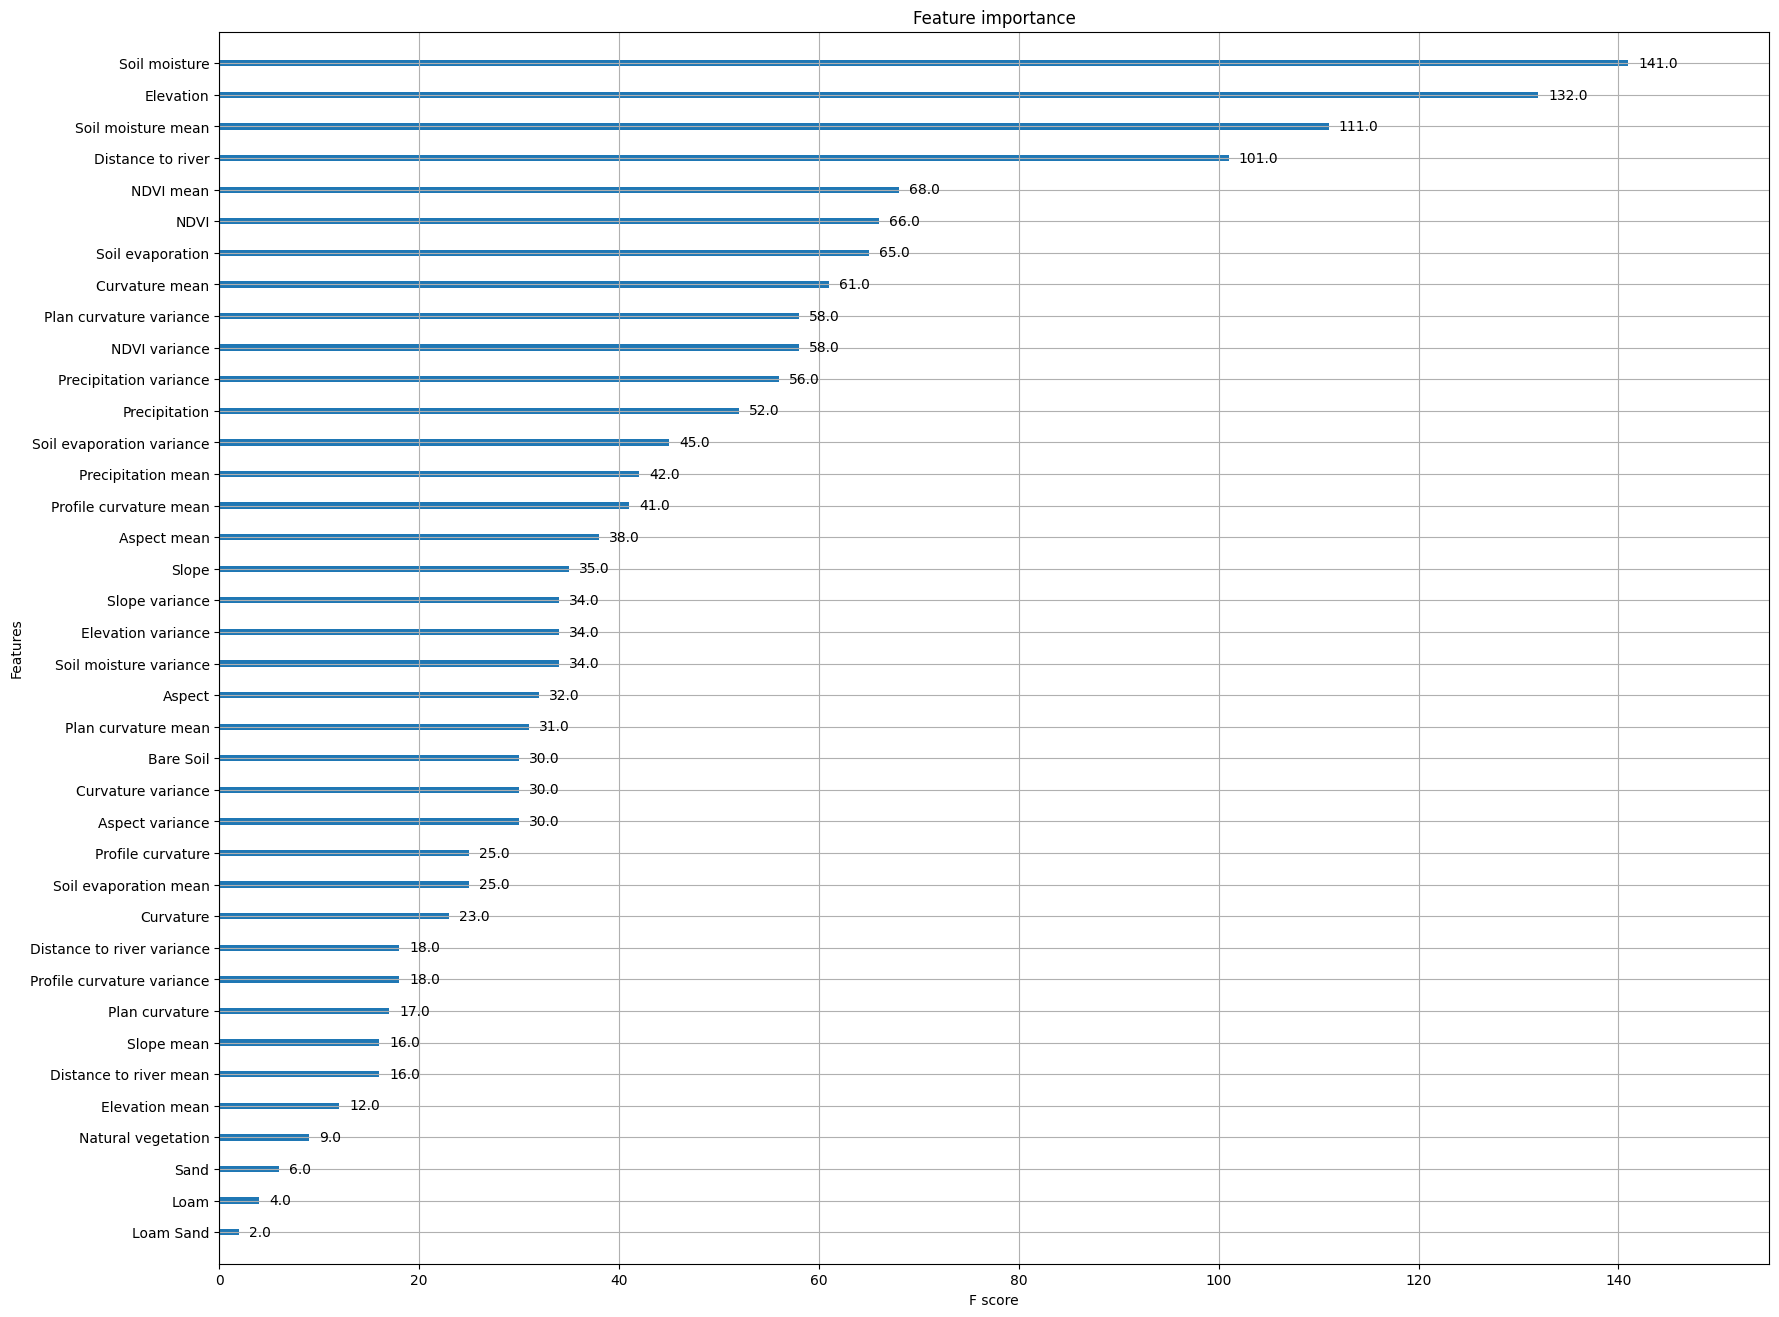 Feature importance
Soil moisture 141.0
Elevation 132.0
Soil moisture mean 111.0
Distance to river 101.0
NDVI mean 68.0
NDVI 66.0
Soil evaporation 65.0
Curvature mean 61.0
Plan curvature variance 58.0
NDVI variance 58.0
Precipitation variance 56.0
Precipitation 52.0
Soil evaporation variance 45.0
Precipitation mean 42.0
Profile curvature mean 41.0
Aspect mean 38.0
Slope 35.0
Slope variance 34.0
Elevation variance 34.0
Soil moisture variance 34.0
Aspect 32.0
Plan curvature mean 31.0
Bare Soil 30.0
Curvature variance 30.0
Aspect variance 30.0
Profile curvature 25.0
Soil evaporation mean 25.0
Curvature 23.0
Distance to river variance 18.0
Profile curvature variance 18.0
Plan curvature 17.0
Slope mean 16.0
Distance to river mean 16.0
Elevation mean 12.0
Natural vegetation 9.0
Sand 6.0
Loam 4.0
Loam Sand 2.0
Features
0 20 40 60 80 100 120 140
F score